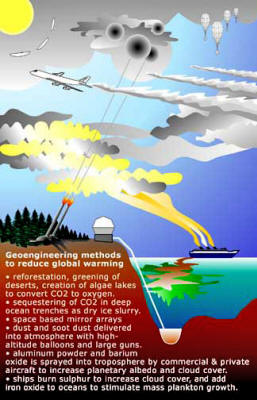 Geoengineering methods
to reduce global warming
• reforestation, greening of
deserts, creation of algae lakes
to convert CO2 to oxygen.
• sequestering of CO2 in deep
ocean trenches as dry ice slurry.
• space based mirror arrays
• dust and soot dust delivered
into atmosphere with high-
altitude balloons and large guns.
• aluminum powder and barium
oxide is sprayed into troposphere by commercial & private
aircraft to increase planetary albedo and cloud cover.
• ships burn sulphur to increase cloud cover, and add
iron oxide to oceans to stimulate mass plankton growth.